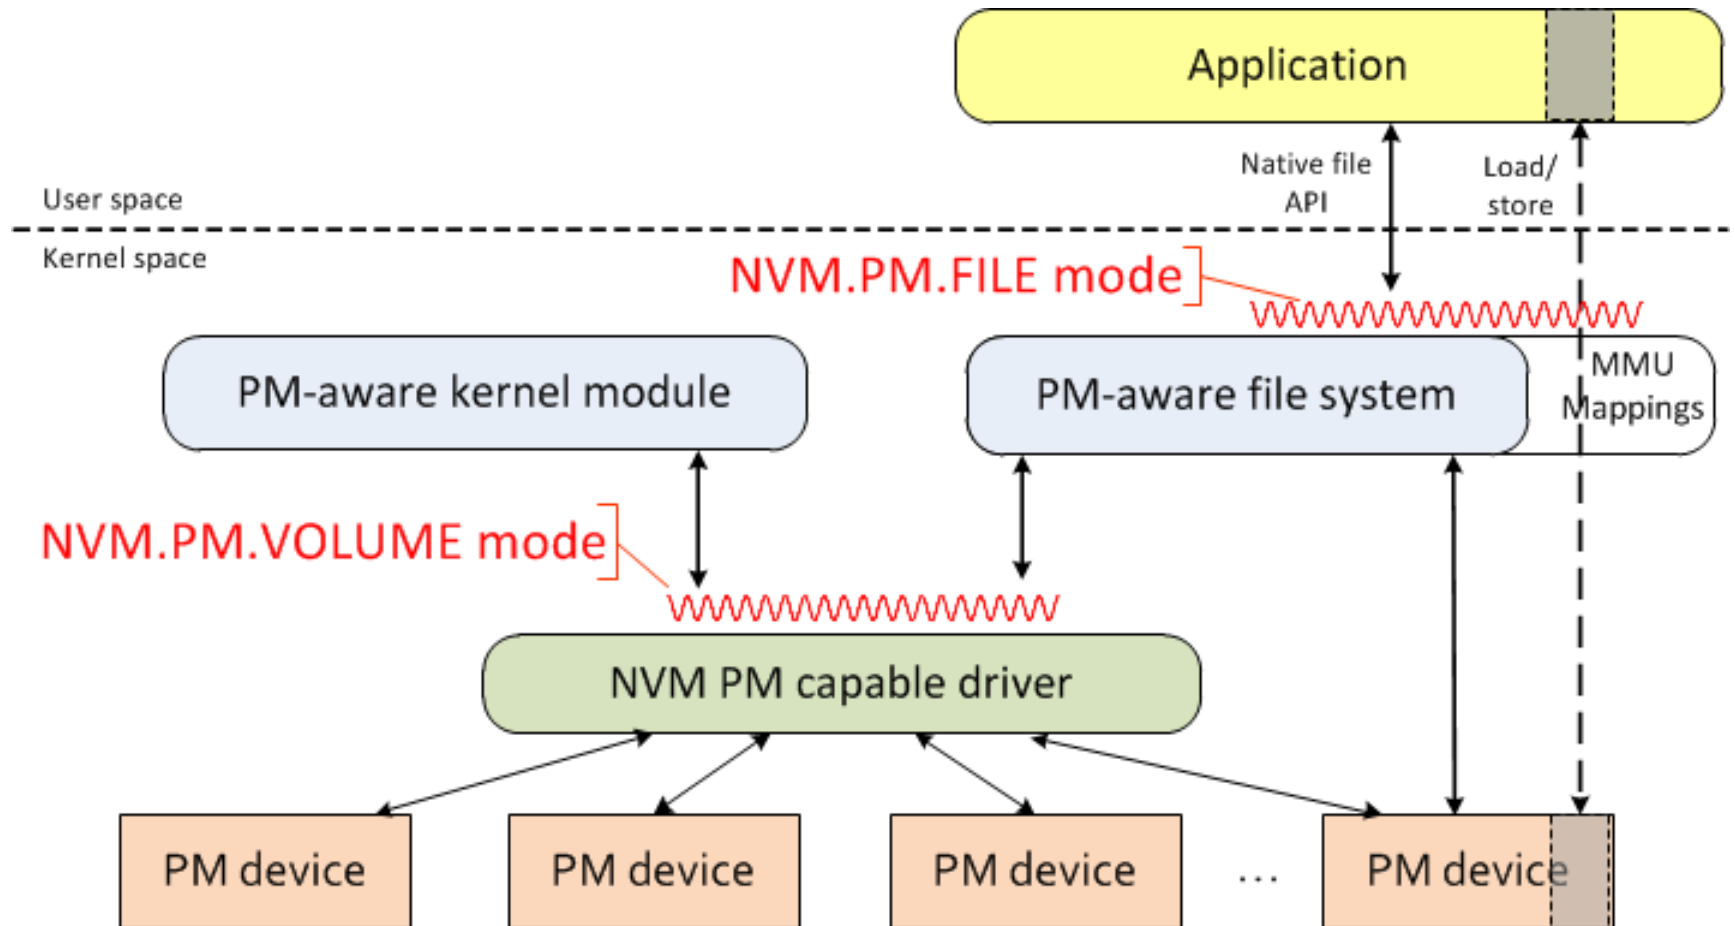 Application
Native file
API
Load/
store
User space
Kernel space
NVM.PM.FILE mode
PM-aware kernel module
PM-aware file system
MMU
Mappings
NVM.PM.VOLUME mode
NVM PM capable driver
PM device
PM device
PM device
...
PM device